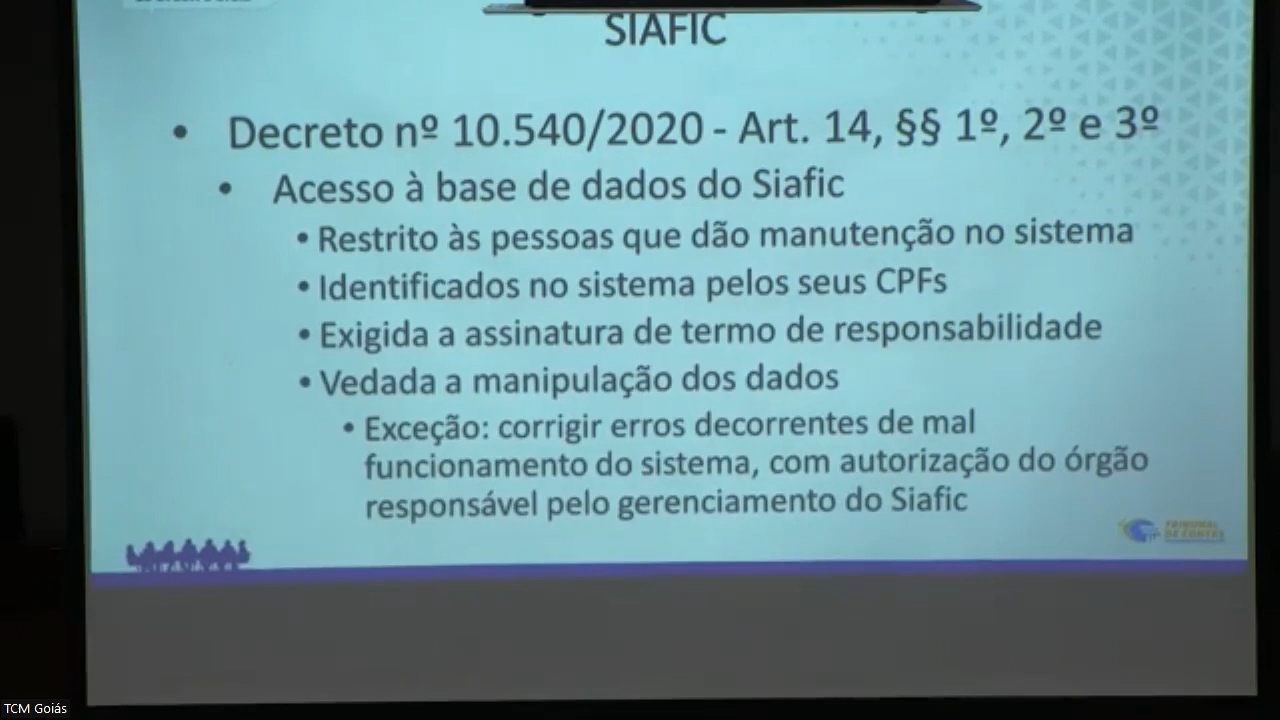 SIAFIC
• Decreto nº 10.540/2020 - Art. 14, §§ 1º, 2º e 3º
• Acesso à base de dados do Siafic
• Restrito às pessoas que dão manutenção no sistema
• Identificados no sistema pelos seus CPFs
• Exigida a assinatura de termo de responsabilidade
• Vedada a manipulação dos dados
• Exceção: corrigir erros decorrentes de mal
funcionamento do sistema, com autorização do órgão
responsável pelo gerenciamento do Siafic
TRIBUNAL
DE CONTAS
TCM Goiás